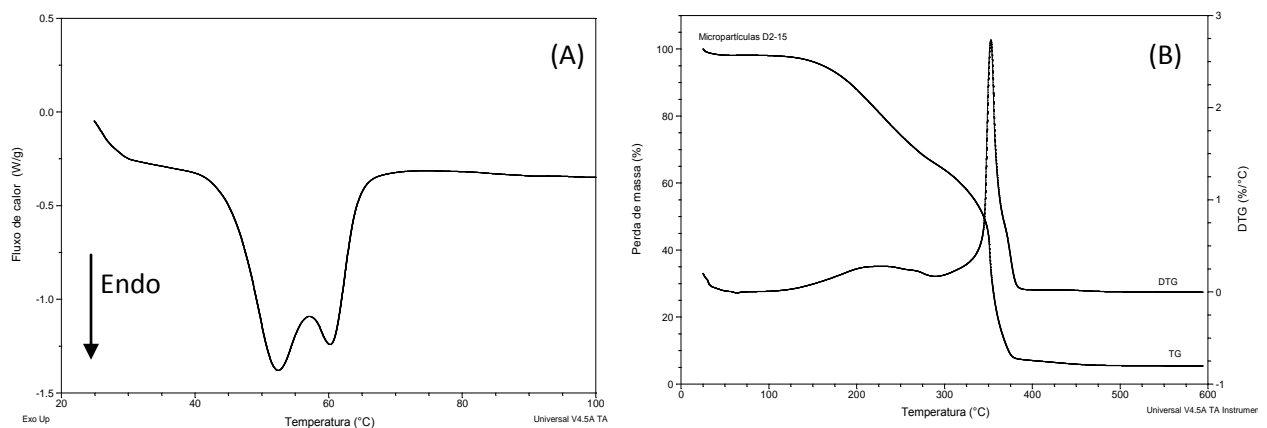 (A)
-0.5
0.0
-0.5
-1.0
-1.5
Fluxo de calor (W/g)
Endo
20
40
60
80
100
Exo Up
Temperatura (°C)
Universal V4.5A TA
Micropartículas D2-15
(B)
100
80
60
40
20
0
Perda de massa (%)
3
2
1
0
-1
DTG (%/°C)
DTG
TG
0
100
200
300
400
500
600
Temperatura (°C)
Universal V4.5A TA Instrumen